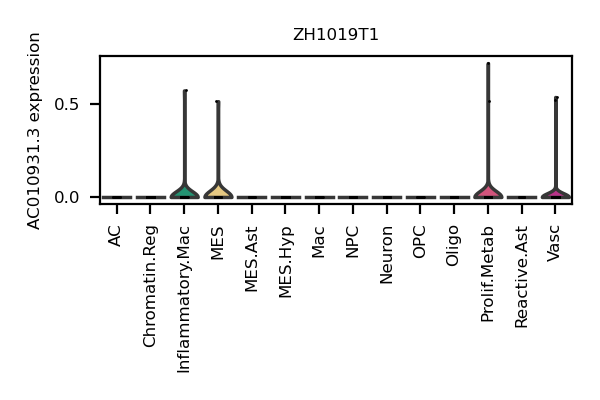 ZH1019T1
AC010931.3 expression
0.5
0.0
AC
Chromatin.Reg
Inflammatory.Mac
MES
MES.Ast
MES.Hyp
Mac
NPC
Neuron
OPC
Oligo
Prolif.Metab
Reactive.Ast
Vasc